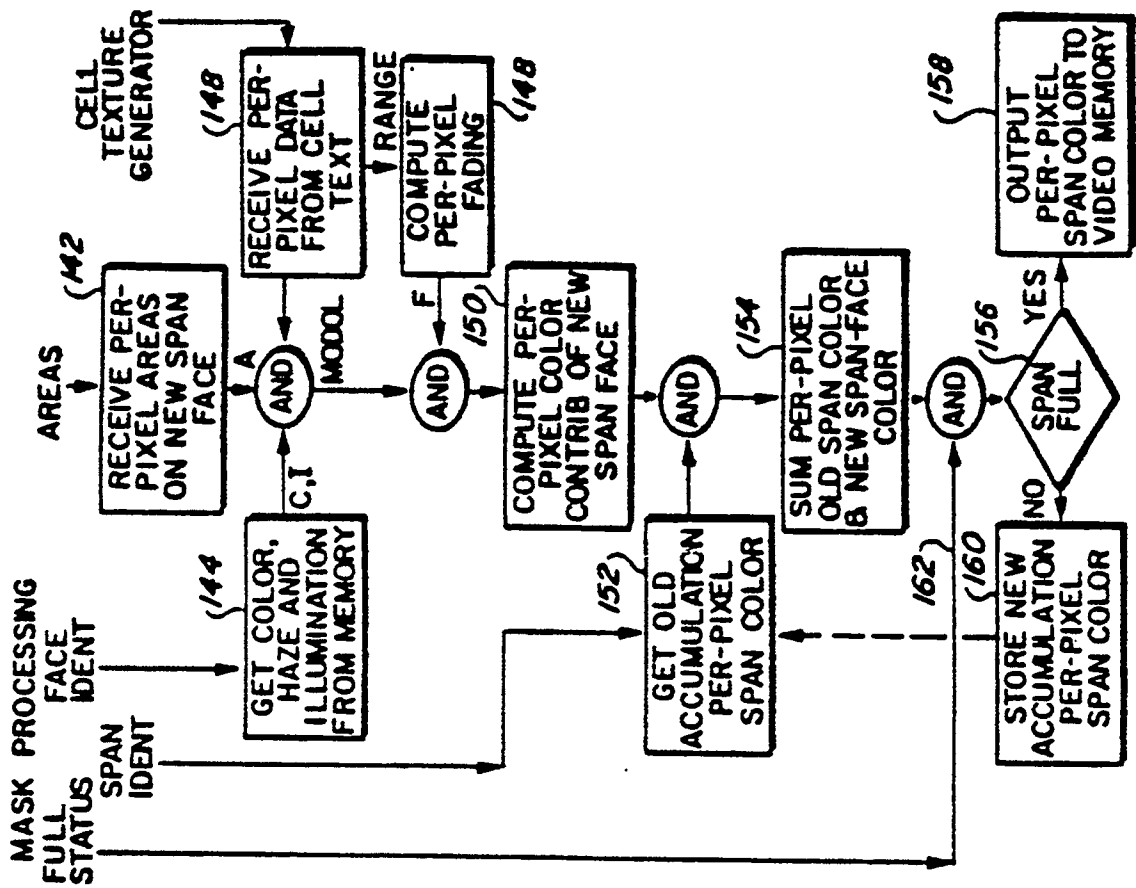 MASK PROCESSING
FULL
STATUS
SPAN
IDENT
FACE
IDENT
AREAS
CELL
TEXTURE
GENERATOR
142
RECEIVE PER-
PIXEL AREAS
ON NEW SPAN
FACE
144
GET COLOR,
HAZE AND
ILLUMINATION
FROM MEMORY
C,I
A
AND
MODOL
148
RECEIVE PER-
PIXEL DATA
FROM CELL
TEXT
RANGE
148
COMPUTE
PER-PIXEL
FADING
F
AND
150
COMPUTE PER-
PIXEL COLOR
CONTRIB OF NEW
SPAN FACE
152
GET OLD
ACCUMULATION
PER-PIXEL
SPAN COLOR
AND
154
SUM PER-PIXEL
OLD SPAN COLOR
& NEW SPAN-FACE
COLOR
162
AND
156
SPAN
FULL
NO
YES
160
STORE NEW
ACCUMULATION
PER-PIXEL
SPAN COLOR
158
OUTPUT
PER-PIXEL
SPAN COLOR TO
VIDEO MEMORY